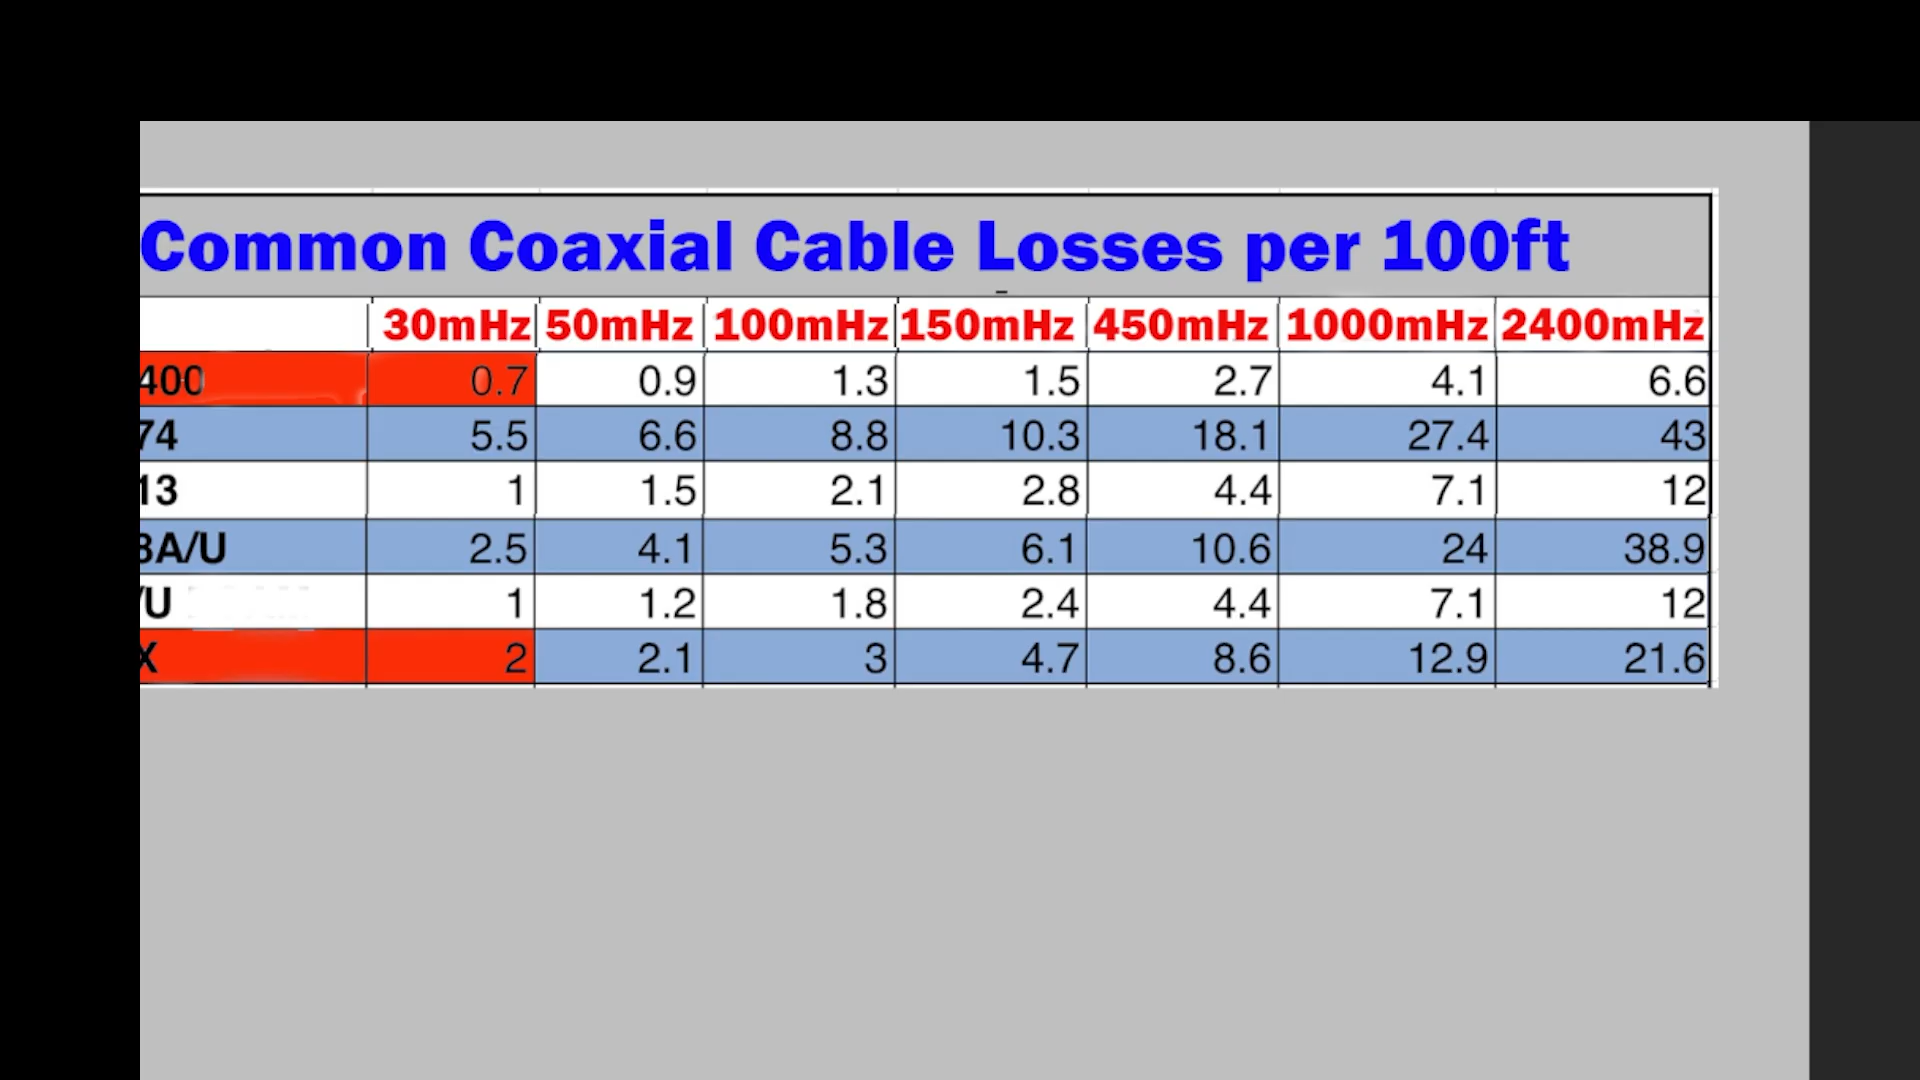 Common Coaxial Cable Losses per 100ft
30mHz 50mHz 100mHz 150mHz 450mHz 1000mHz 2400mHz
400 0.7 0.9 1.3 1.5 2.7 4.1 6.6
74 5.5 6.6 8.8 10.3 18.1 27.4 43
13 1 1.5 2.1 2.8 4.4 7.1 12
8A/U 2.5 4.1 5.3 6.1 10.6 24 38.9
/U 1 1.2 1.8 2.4 4.4 7.1 12
X 2 2.1 3 4.7 8.6 12.9 21.6